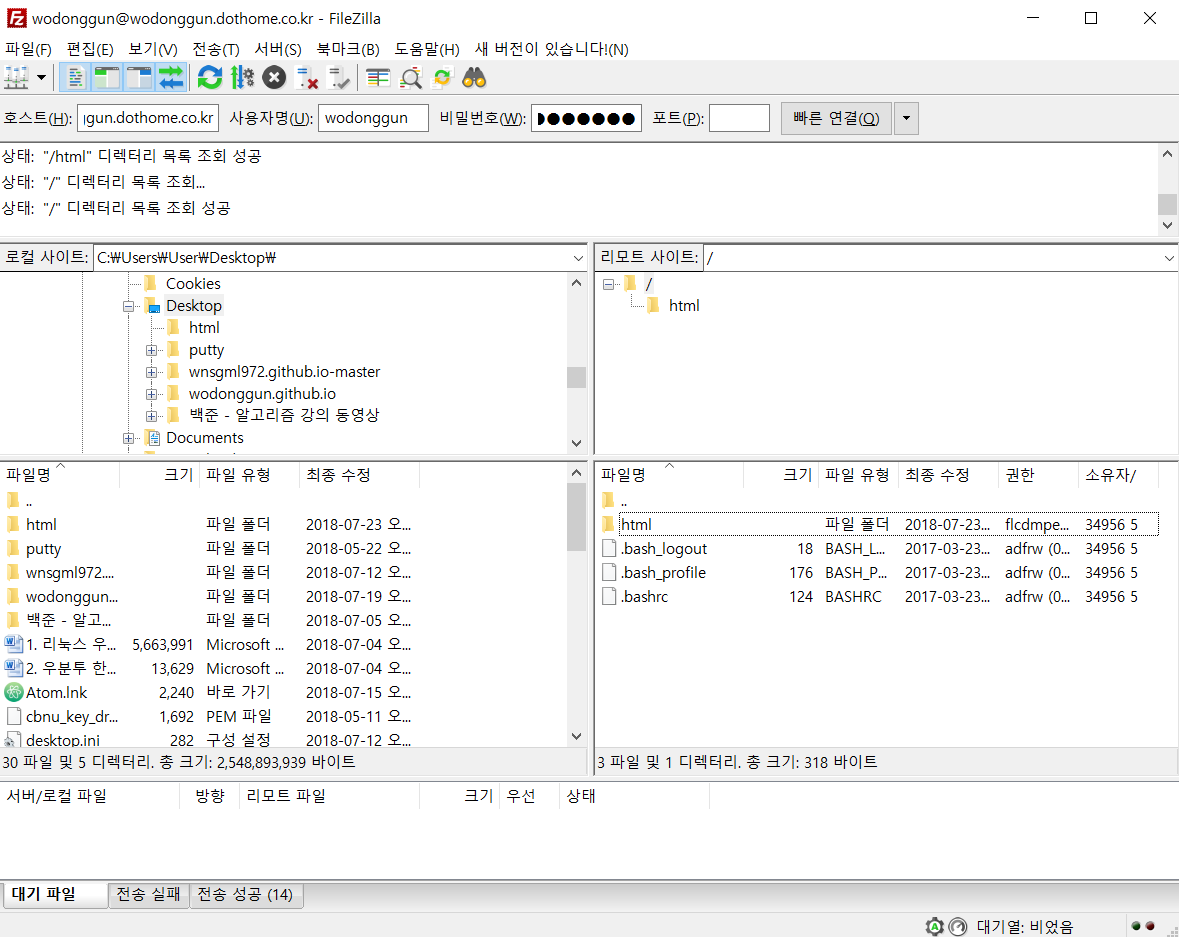 wodonggun@wodonggun.dothome.co.kr - FileZilla
파일(F) 편집(E) 보기(V) 전송(T) 서버(S) 북마크(B) 도움말(H) 새 버전이 있습니다!(N)
호스트(H): gun.dothome.co.kr 사용자명(U): wodonggun 비밀번호(W): ●●●●●●● 포트(P): 빠른 연결(Q)
상태: "/html" 디렉터리 목록 조회 성공
상태: "/" 디렉터리 목록 조회...
상태: "/" 디렉터리 목록 조회 성공
로컬 사이트: C:₩Users₩User₩Desktop₩
Cookies
Desktop
html
putty
wnsgml972.github.io-master
wodonggun.github.io
백준 - 알고리즘 강의 동영상
Documents
리모트 사이트: /
/
html
파일명 크기 파일 유형 최종 수정
..
html 파일 폴더 2018-07-23 오...
putty 파일 폴더 2018-05-22 오...
wnsgml972.... 파일 폴더 2018-07-12 오...
wodonggun... 파일 폴더 2018-07-19 오...
백준 - 알고... 파일 폴더 2018-07-05 오...
1. 리눅스 우... 5,663,991 Microsoft ... 2018-07-04 오...
2. 우분투 한... 13,629 Microsoft ... 2018-07-04 오...
Atom.lnk 2,240 바로 가기 2018-07-15 오...
cbnu_key_dr... 1,692 PEM 파일 2018-05-11 오...
desktop.ini 282 구성 설정 2018-07-12 오...
30 파일 및 5 디렉터리. 총 크기: 2,548,893,939 바이트
파일명 크기 파일 유형 최종 수정 권한 소유자/
..
html 파일 폴더 2018-07-23... flcdmpe... 34956 5
.bash_logout 18 BASH_L... 2017-03-23... adfrw (0... 34956 5
.bash_profile 176 BASH_P... 2017-03-23... adfrw (0... 34956 5
.bashrc 124 BASHRC 2017-03-23... adfrw (0... 34956 5
3 파일 및 1 디렉터리. 총 크기: 318 바이트
서버/로컬 파일 방향 리모트 파일 크기 우선 상태
대기 파일 전송 실패 전송 성공 (14)
대기열: 비었음